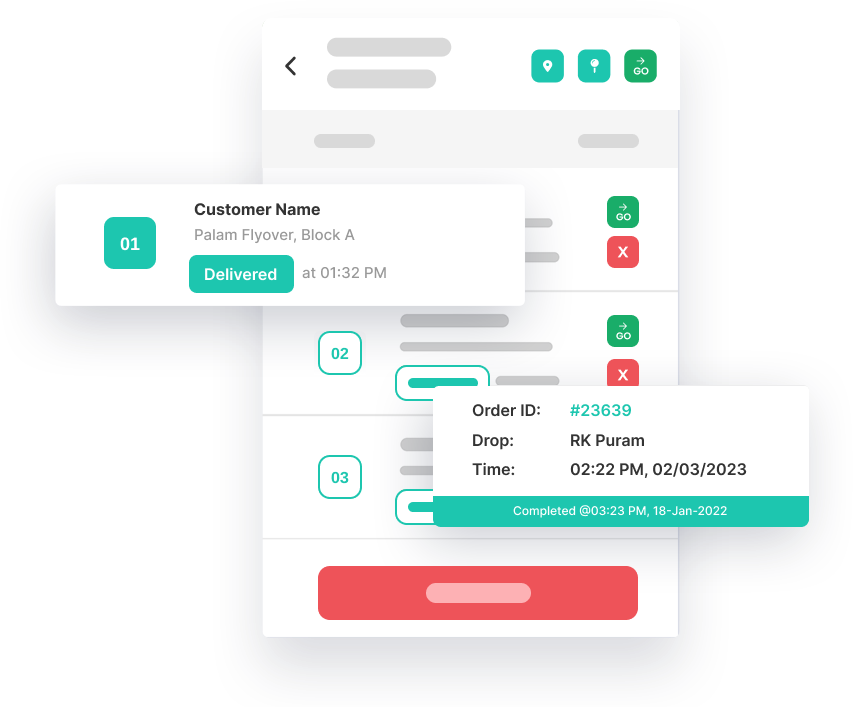 →
GO
Customer Name
01
Palam Flyover, Block A
Delivered at 01:32 PM
→
GO
X
02
→
GO
X
Order ID: #23639
Drop: RK Puram
Time: 02:22 PM, 02/03/2023
Completed @03:23 PM, 18-Jan-2022
03